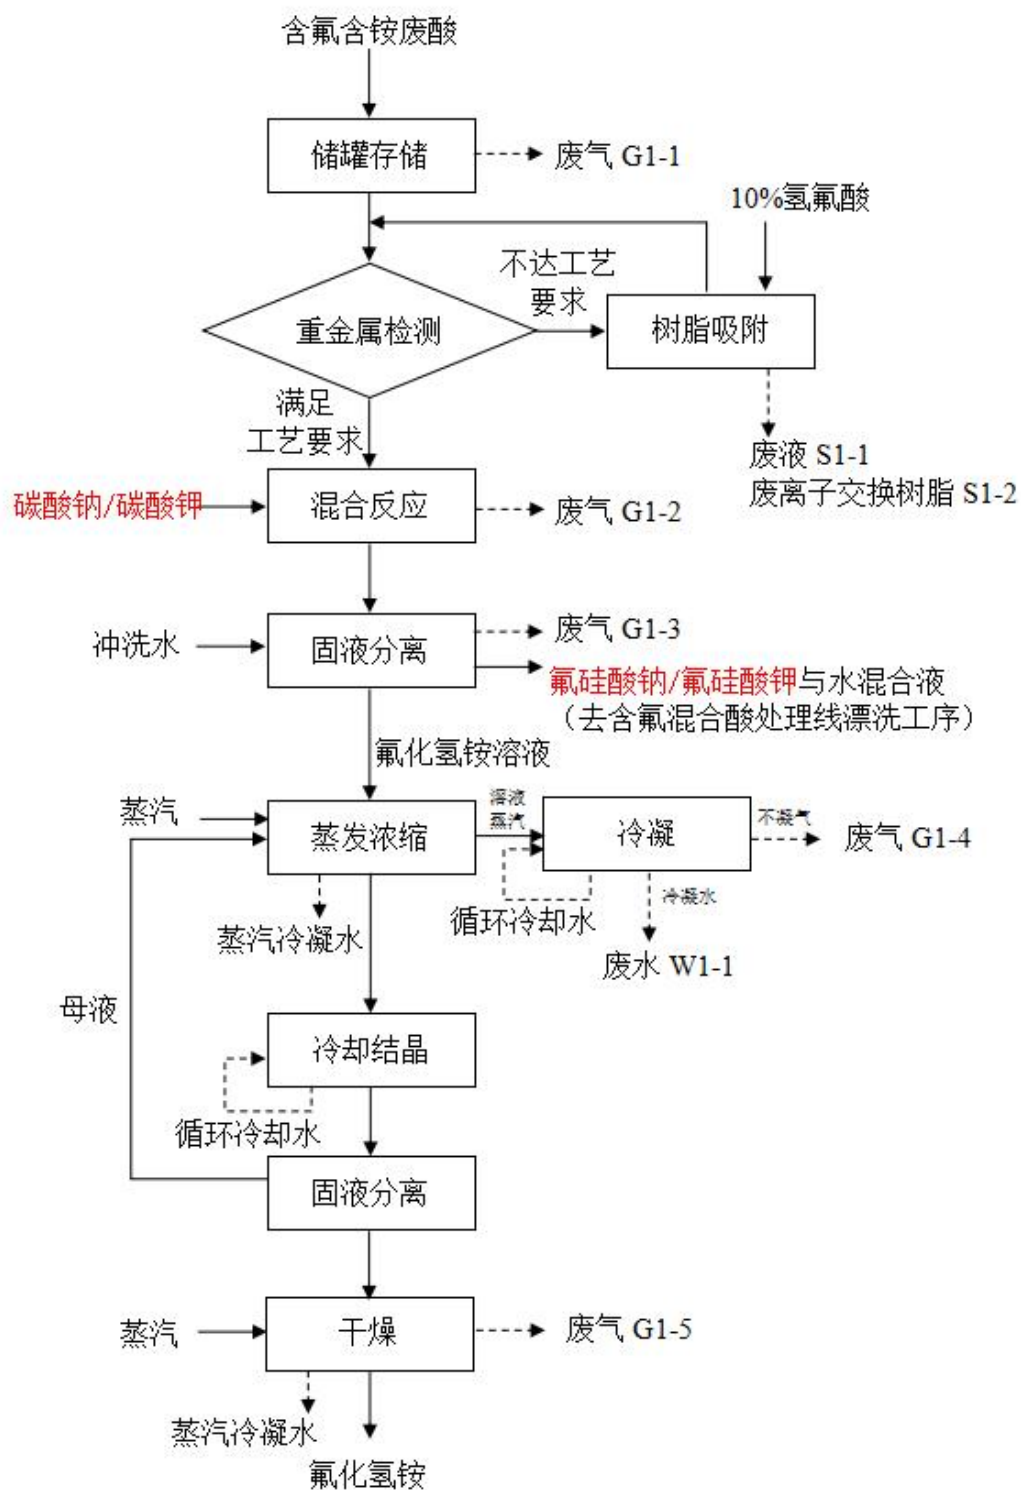 含氟含铵废酸
储罐存储
废气 G1-1
10%氢氟酸
不达工艺
要求
重金属检测
树脂吸附
满足
工艺要求
废液 S1-1
废离子交换树脂 S1-2
碳酸钠/碳酸钾
混合反应
废气 G1-2
冲洗水
固液分离
废气 G1-3
氟硅酸钠/氟硅酸钾与水混合液
（去含氟混合酸处理线漂洗工序）
氟化氢铵溶液
蒸汽
蒸发浓缩
溶液
蒸汽
冷凝
不凝气
废气 G1-4
循环冷却水
冷凝水
蒸汽冷凝水
废水 W1-1
母液
冷却结晶
循环冷却水
固液分离
蒸汽
干燥
废气 G1-5
蒸汽冷凝水
氟化氢铵